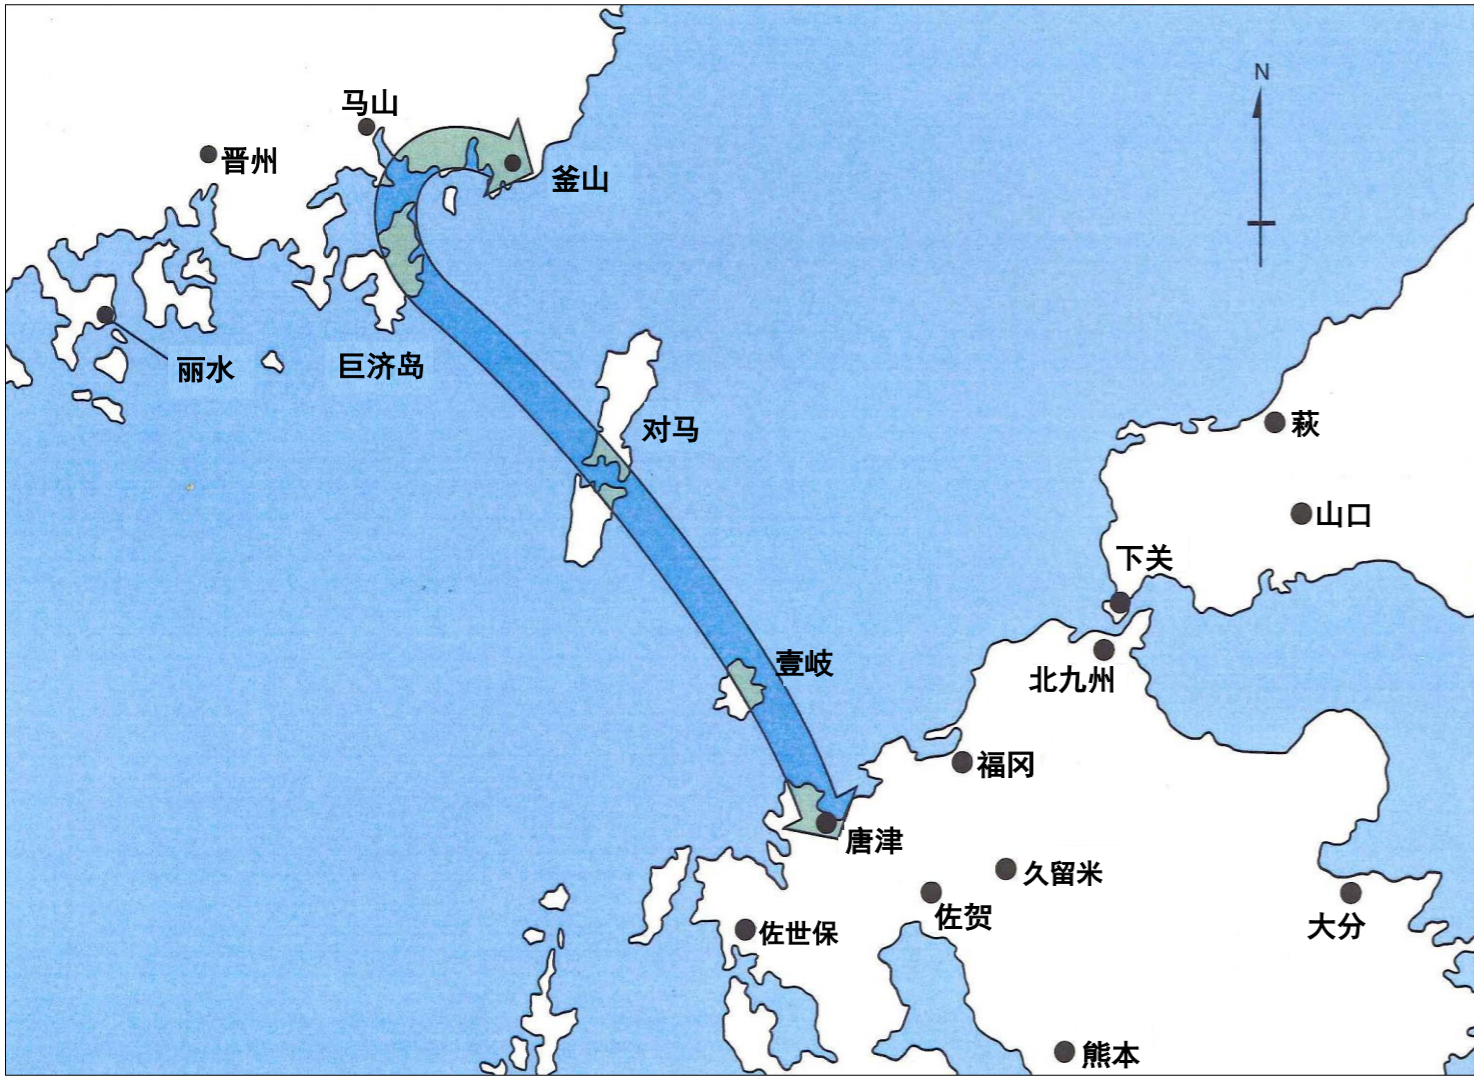 N
马山
晋州
釜山
丽水
巨济岛
对马
萩
山口
下关
壹岐
北九州
福冈
唐津
久留米
佐贺
佐世保
大分
熊本